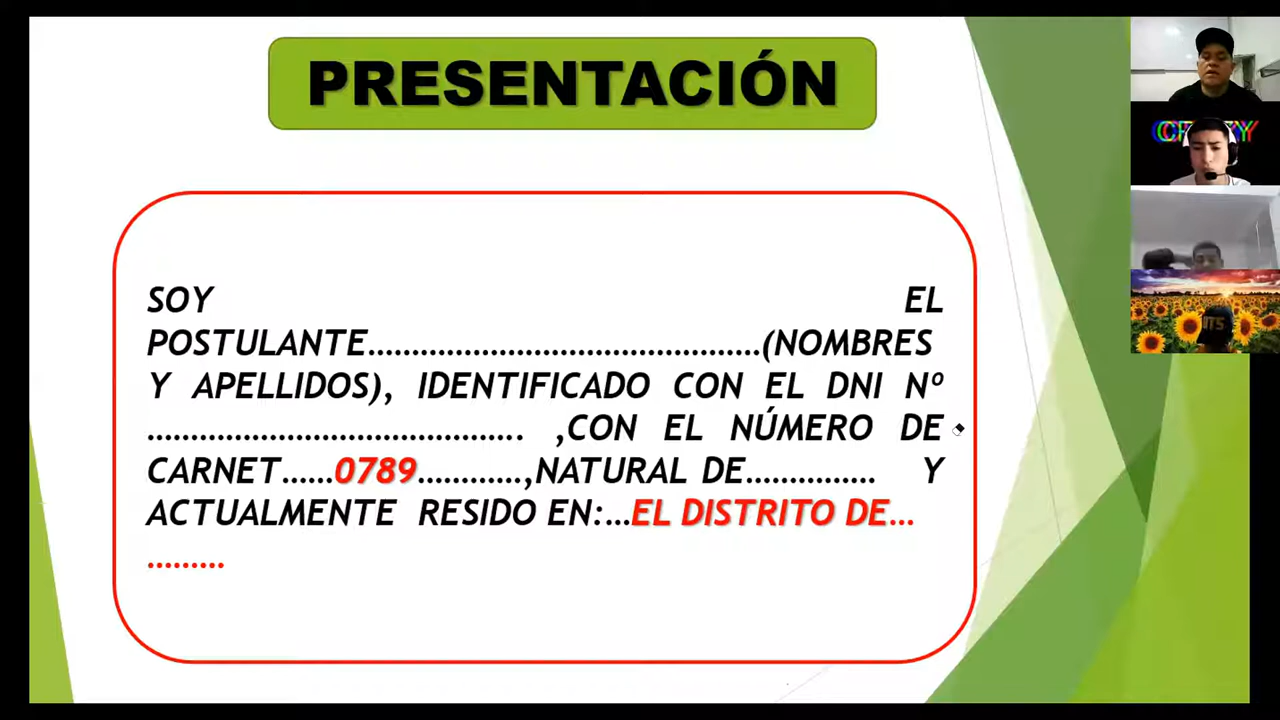 PRESENTACIÓN
SOY EL
POSTULANTE............................................(NOMBRES
Y APELLIDOS), IDENTIFICADO CON EL DNI Nº
.......................................... ,CON EL NÚMERO DE
CARNET......0789............,NATURAL DE............... Y
ACTUALMENTE RESIDO EN:...EL DISTRITO DE...
.........